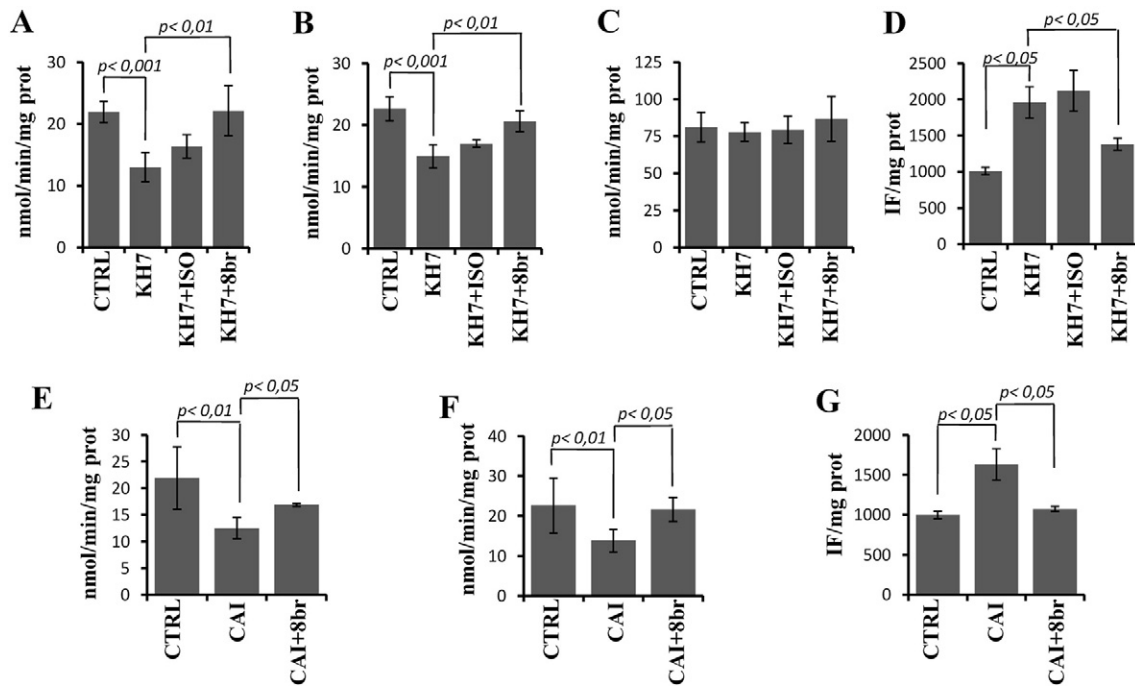 A
p< 0,01
p< 0,001
nmol/min/mg prot
30
20
10
0
CTRL
KH7
KH7+ISO
KH7+8br
B
p< 0,01
p< 0,001
nmol/min/mg prot
30
20
10
0
CTRL
KH7
KH7+ISO
KH7+8br
C
nmol/min/mg prot
125
100
75
50
25
0
CTRL
KH7
KH7+ISO
KH7+8br
D
p< 0,05
p< 0,05
IF/mg prot
2500
2000
1500
1000
500
0
CTRL
KH7
KH7+ISO
KH7+8br
E
p< 0,05
p< 0,01
nmol/min/mg prot
30
25
20
15
10
5
0
CTRL
CAI
CAI+8br
F
p< 0,05
p< 0,01
nmol/min/mg prot
40
30
20
10
0
CTRL
CAI
CAI+8br
G
p< 0,05
p< 0,05
IF/mg prot
2000
1500
1000
500
0
CTRL
CAI
CAI+8br